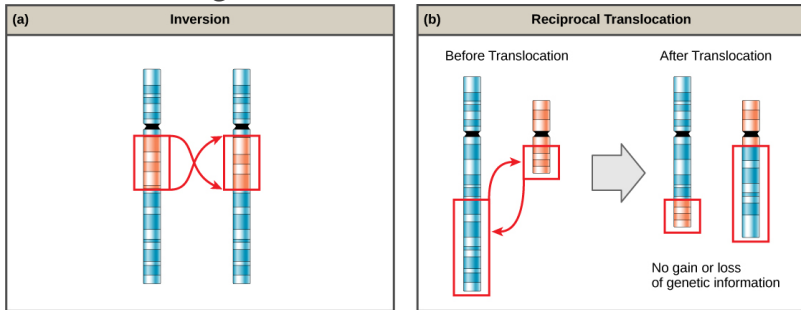 (a) Inversion
(b) Reciprocal Translocation
Before Translocation
After Translocation
No gain or loss
of genetic information